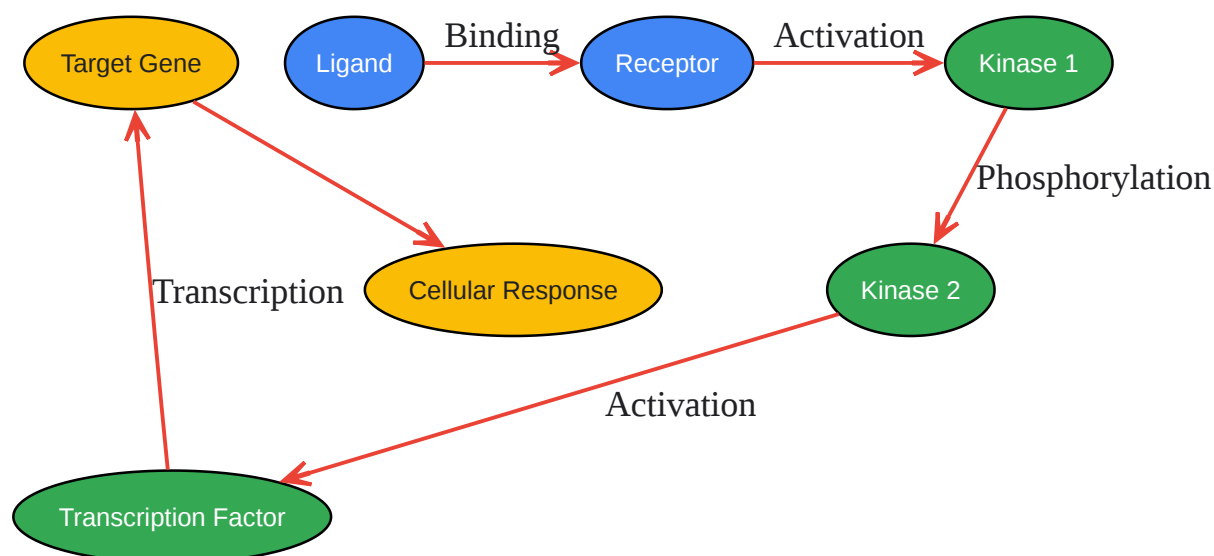 Target Gene
Ligand
Binding
Receptor
Activation
Kinase 1
Phosphorylation
Transcription
Cellular Response
Kinase 2
Activation
Transcription Factor